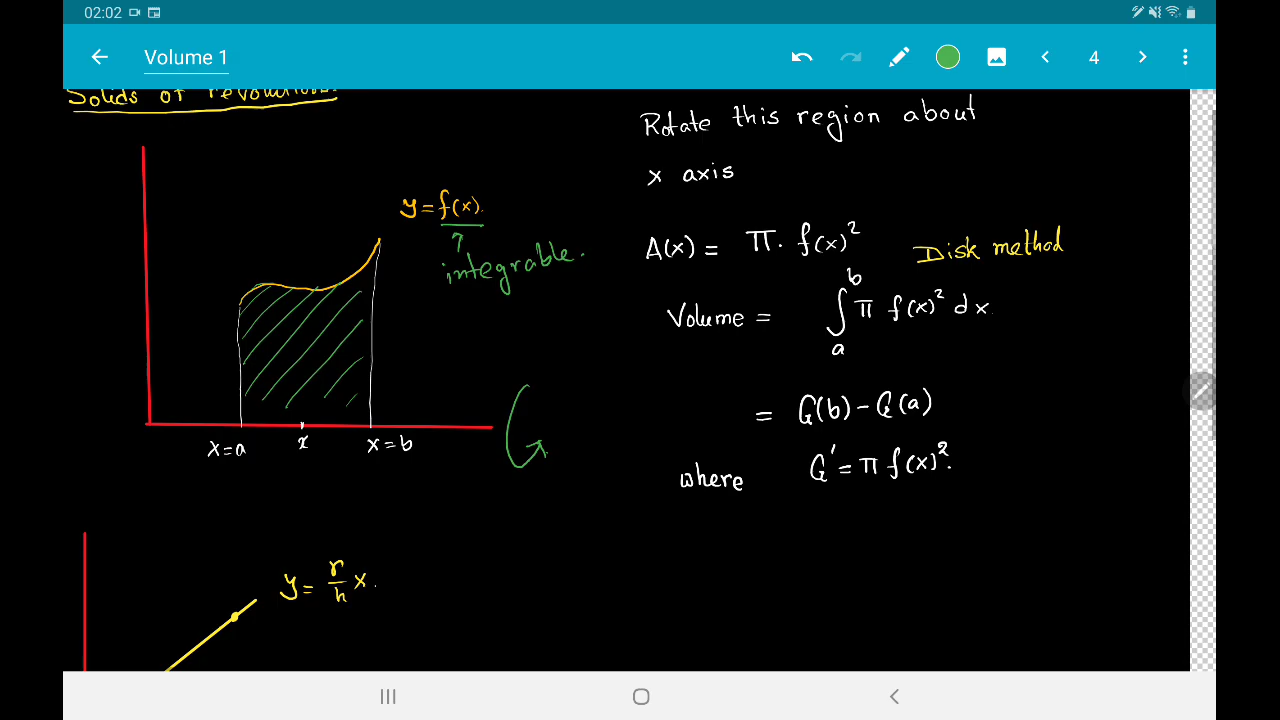 02:02
Volume 1
4
Solids of revolution.
y = f(x).
integrable.
x=a
x
x=b
Rotate this region about
x axis
A(x) = π. f(x)²
Disk method
Volume = ∫ₐᵇ π f(x)² dx
= G(b) - G(a)
where G' = π f(x)².
y = r/h x.